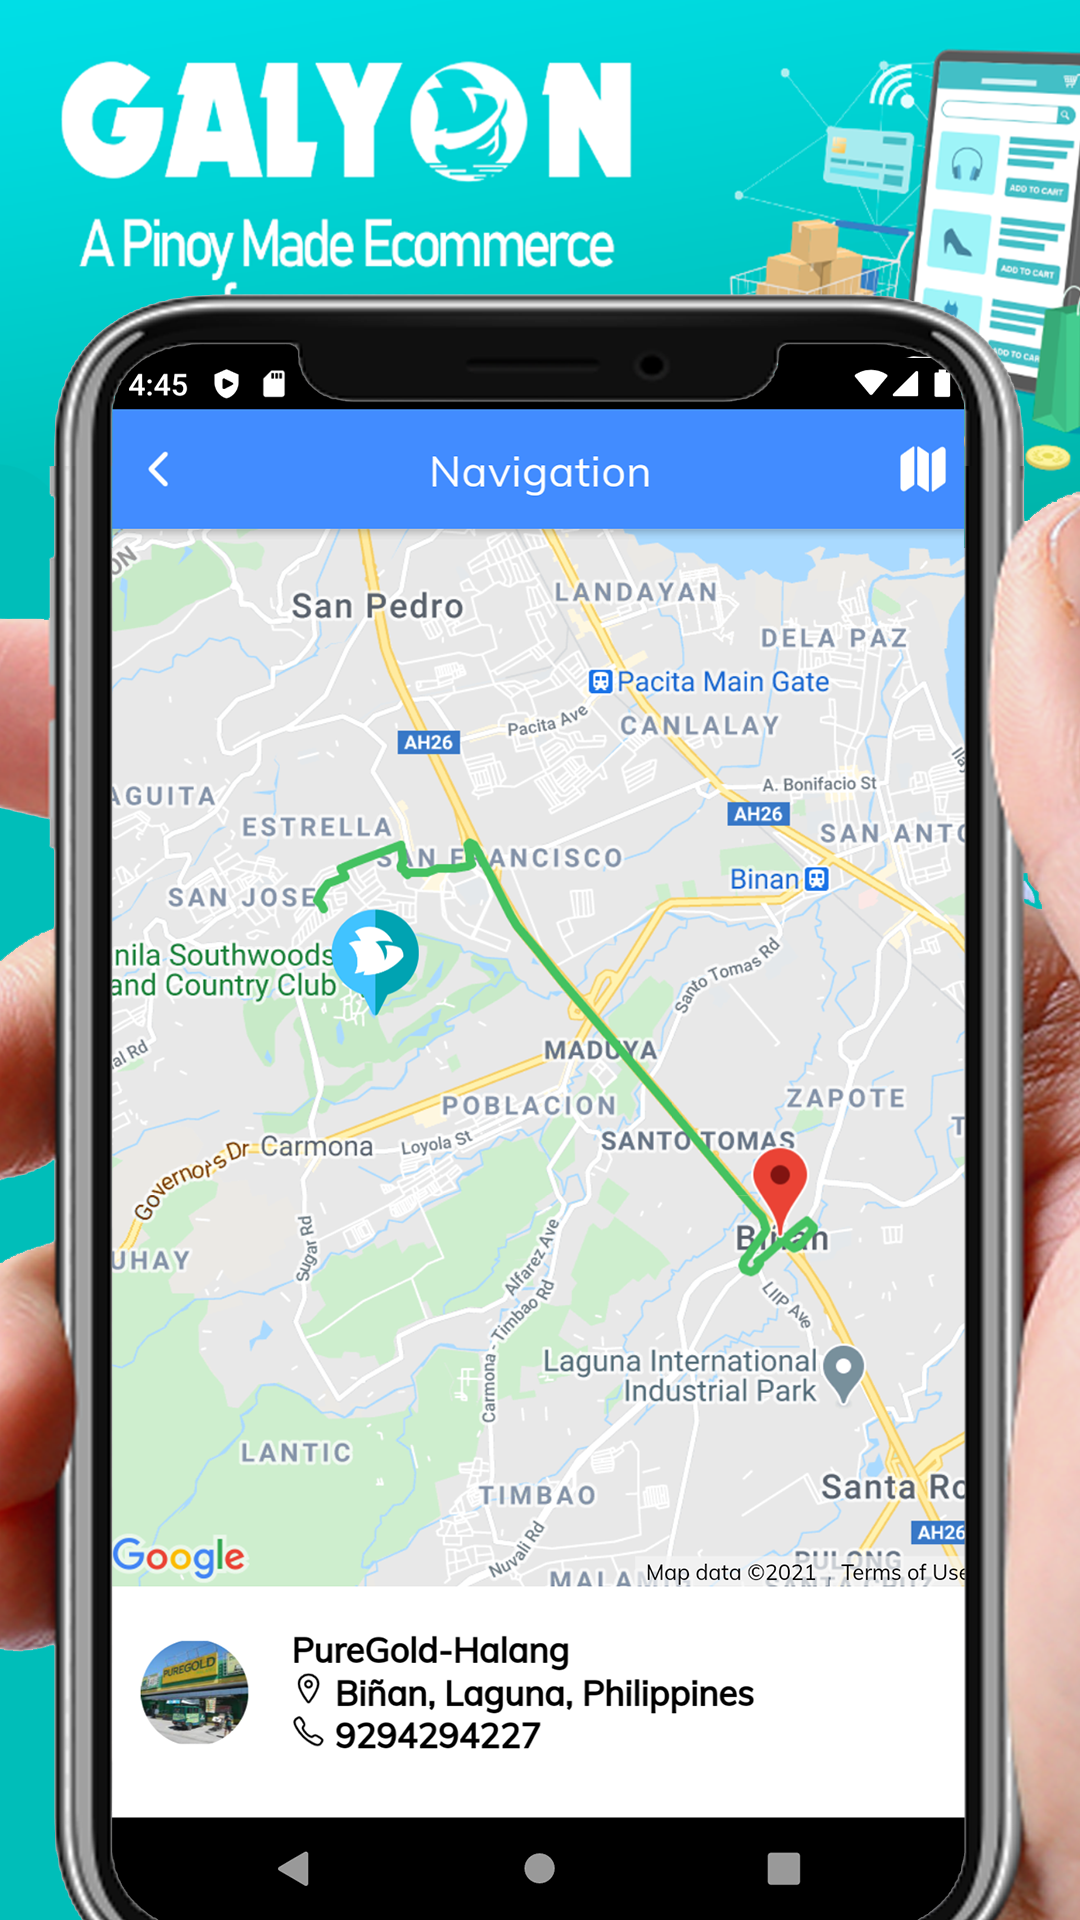 GALYON
A Pinoy Made Ecommerce
ADD TO CART
ADD TO CART
4:45
Navigation
San Pedro
LANDAYAN
DELA PAZ
Pacita Main Gate
Pacita Ave
CANLALAY
AH26
A. Bonifacio St
AGUITA
AH26
ESTRELLA
SAN ANTO
SAN FRANCISCO
Binan
SAN JOSE
nila Southwoods
and Country Club
Santo Tomas Rd
al Rd
MADUYA
ZAPOTE
POBLACION
SANTO TOMAS
Governor's Dr
Carmona
Loyola St
Biñan
UHAY
Sugar Rd
Alfarez Ave
LIIP Ave
Carmona - Timbao Rd
Laguna International
Industrial Park
LANTIC
Santa Ro
TIMBAO
AH26
Nuvali Rd
PULONG
Google
MALA
Map data ©2021
Terms of Use
PUREGOLD
PureGold-Halang
Biñan, Laguna, Philippines
9294294227